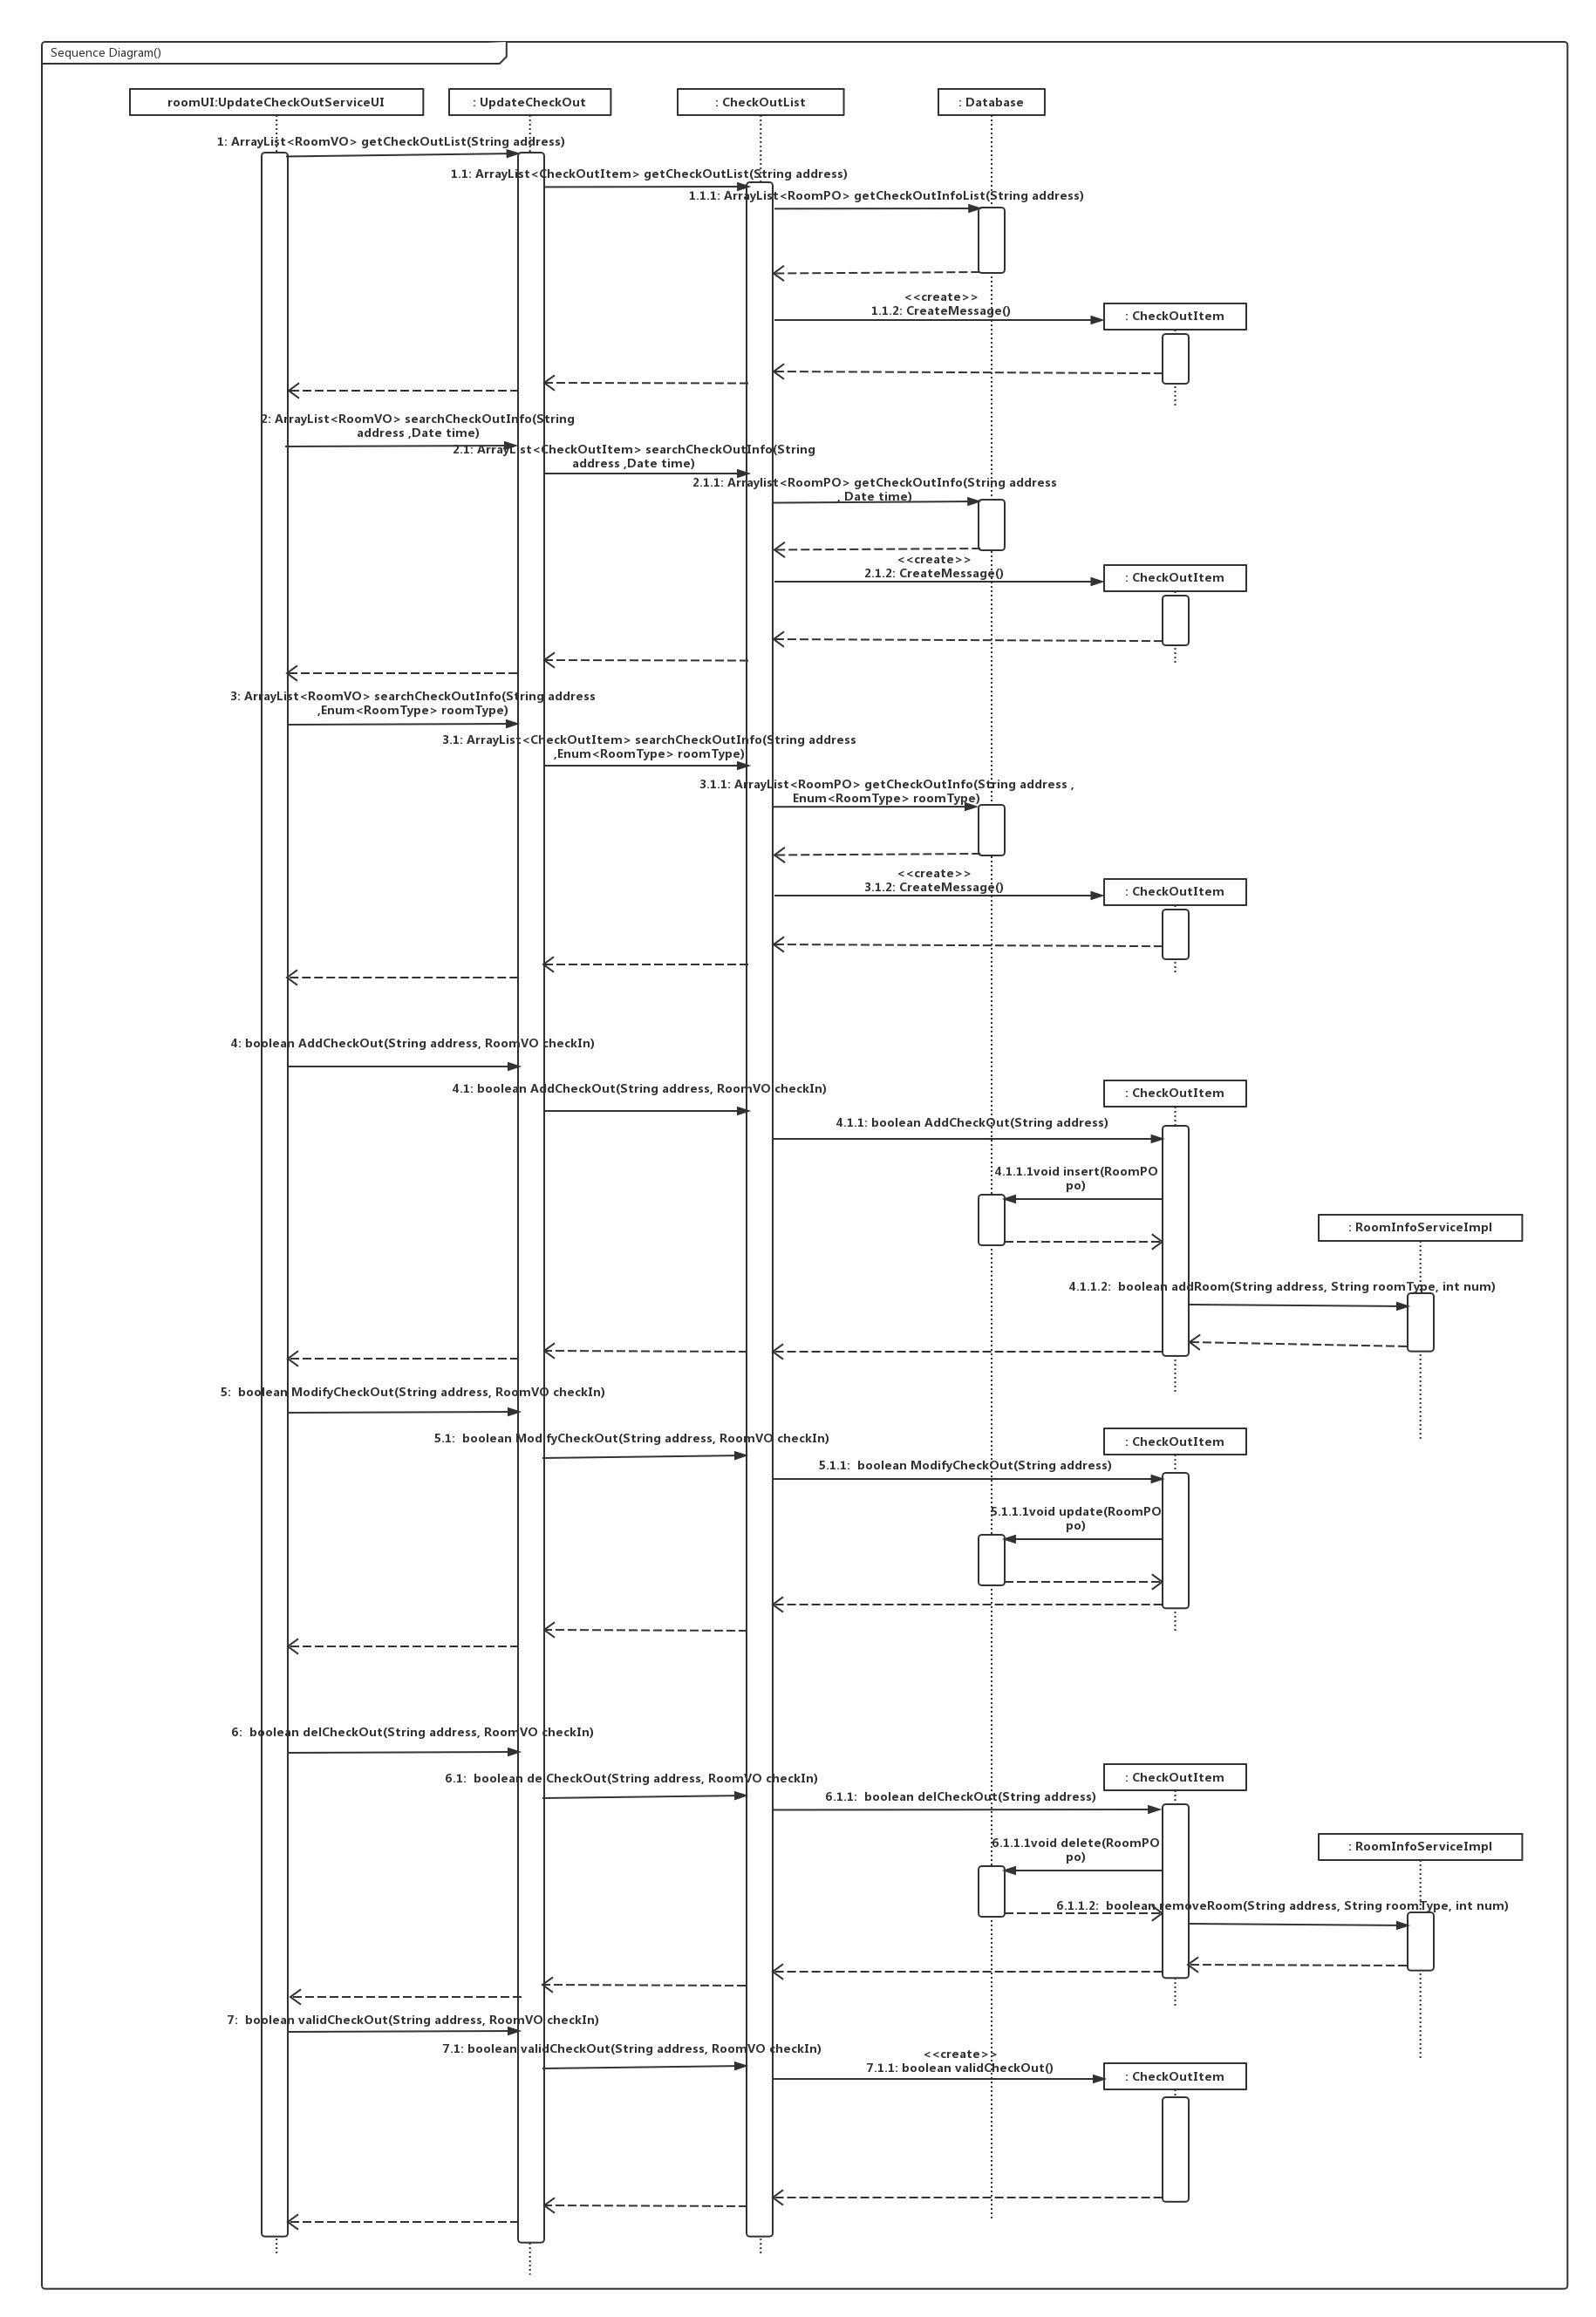 Sequence Diagram()
roomUI:UpdateCheckOutServiceUI
: UpdateCheckOut
: CheckOutList
: Database
1: ArrayList<RoomVO> getCheckOutList(String address)
1.1: ArrayList<CheckOutItem> getCheckOutList(String address)
1.1.1: ArrayList<RoomPO> getCheckOutInfoList(String address)
<<create>>
1.1.2: CreateMessage()
: CheckOutItem
2: ArrayList<RoomVO> searchCheckOutInfo(String
address ,Date time)
2.1: ArrayList<CheckOutItem> searchCheckOutInfo(String
address ,Date time)
2.1.1: Arraylist<RoomPO> getCheckOutInfo(String address
, Date time)
<<create>>
2.1.2: CreateMessage()
: CheckOutItem
3: ArrayList<RoomVO> searchCheckOutInfo(String address
,Enum<RoomType> roomType)
3.1: ArrayList<CheckOutItem> searchCheckOutInfo(String address
,Enum<RoomType> roomType)
3.1.1: ArrayList<RoomPO> getCheckOutInfo(String address ,
Enum<RoomType> roomType)
<<create>>
3.1.2: CreateMessage()
: CheckOutItem
4: boolean AddCheckOut(String address, RoomVO checkIn)
4.1: boolean AddCheckOut(String address, RoomVO checkIn)
: CheckOutItem
4.1.1: boolean AddCheckOut(String address)
4.1.1.1void insert(RoomPO
po)
: RoomInfoServiceImpl
4.1.1.2:  boolean addRoom(String address, String roomType, int num)
5:  boolean ModifyCheckOut(String address, RoomVO checkIn)
5.1:  boolean ModifyCheckOut(String address, RoomVO checkIn)
: CheckOutItem
5.1.1:  boolean ModifyCheckOut(String address)
5.1.1.1void update(RoomPO
po)
6:  boolean delCheckOut(String address, RoomVO checkIn)
6.1:  boolean delCheckOut(String address, RoomVO checkIn)
: CheckOutItem
6.1.1:  boolean delCheckOut(String address)
6.1.1.1void delete(RoomPO
po)
: RoomInfoServiceImpl
6.1.1.2:  boolean removeRoom(String address, String roomType, int num)
7:  boolean validCheckOut(String address, RoomVO checkIn)
7.1: boolean validCheckOut(String address, RoomVO checkIn)
<<create>>
7.1.1: boolean validCheckOut()
: CheckOutItem